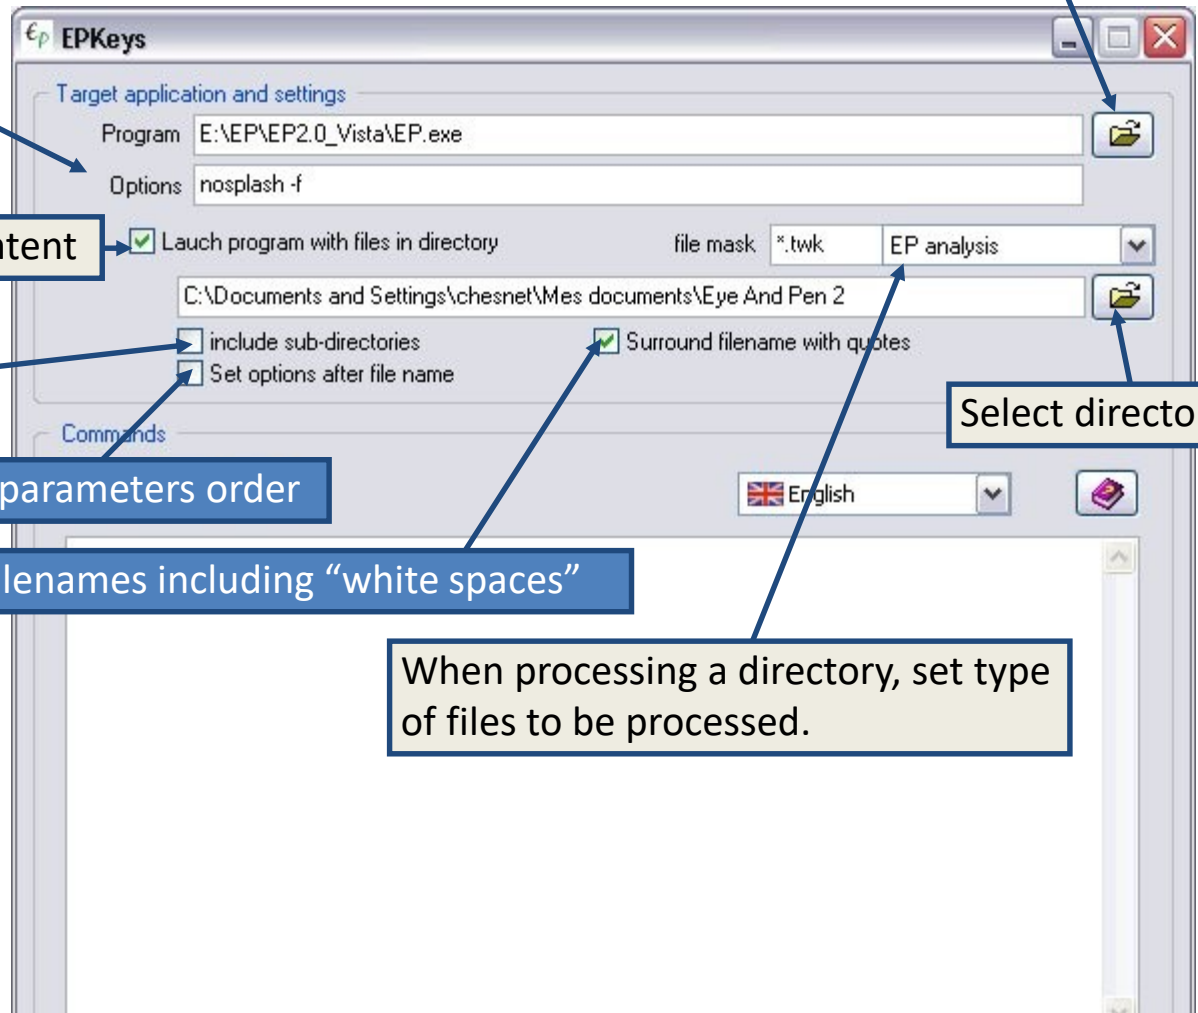 EPKeys
Target application and settings
Program E:\EP\EP2.0_Vista\EP.exe
Options nosplash -f
Lauch program with files in directory file mask *.twk EP analysis
C:\Documents and Settings\chesnet\Mes documents\Eye And Pen 2
include sub-directories Surround filename with quotes
Set options after file name
Select directo
Commands
parameters order
English
lenames including “white spaces”
When processing a directory, set type
of files to be processed.